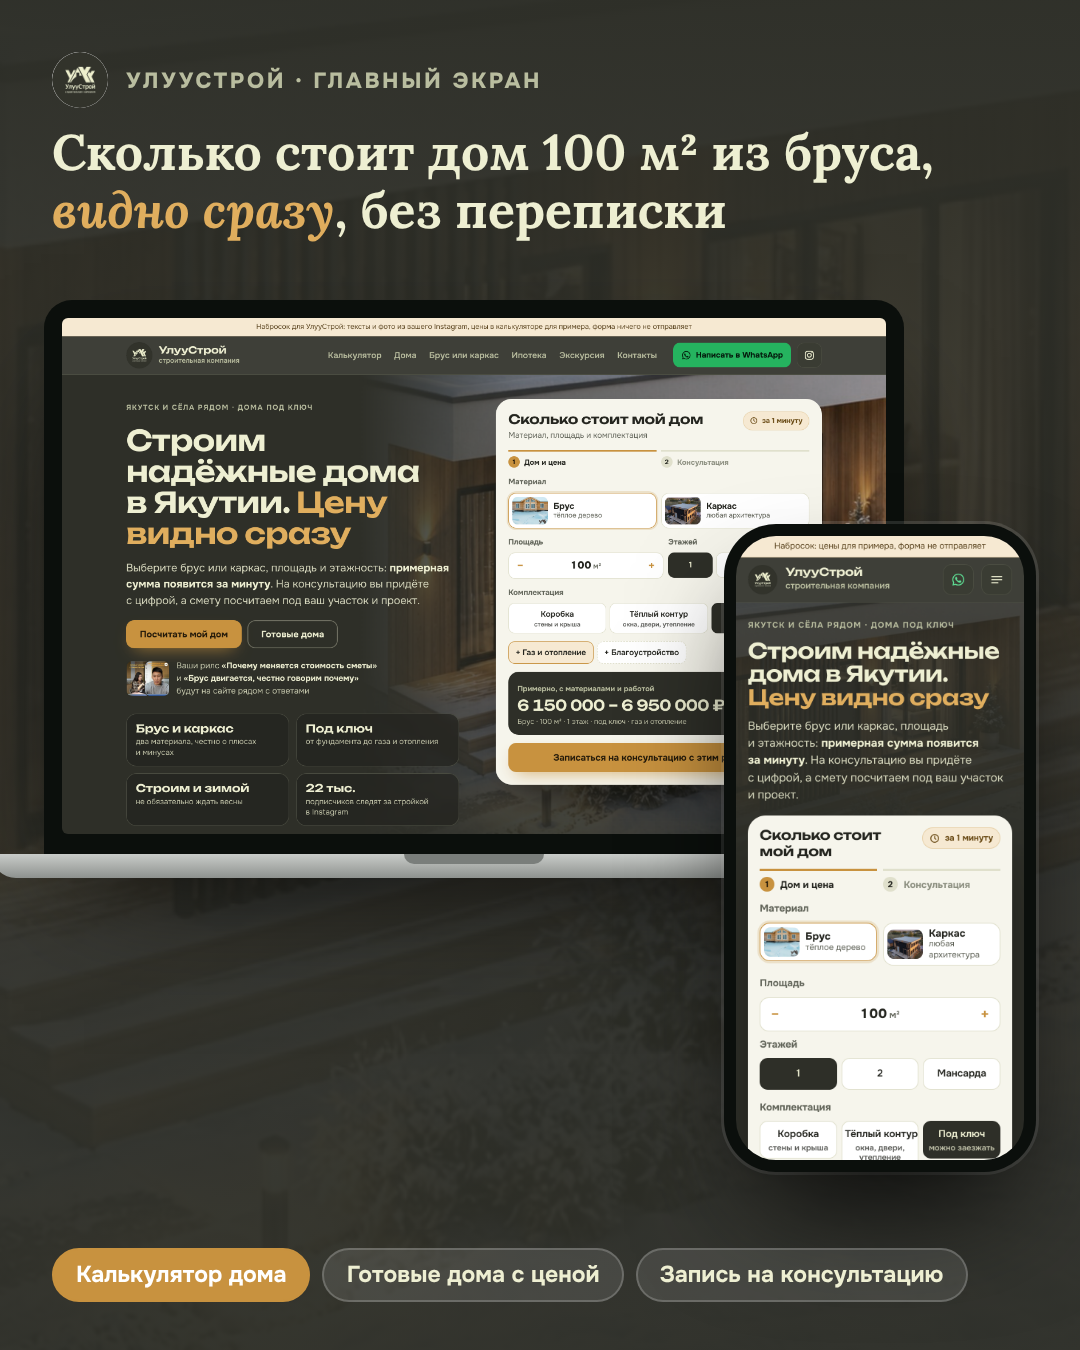 УЛУУСТРОЙ · ГЛАВНЫЙ ЭКРАН
Сколько стоит дом 100 м² из бруса,
видно сразу, без переписки
Набросок для УлууСтрой: тексты и фото из вашего Instagram, цены в калькуляторе для примера, форма ничего не отправляет
УлууСтрой
строительная компания
Калькулятор Дома Брус или каркас Ипотека Экскурсия Контакты
Написать в WhatsApp
ЯКУТСК И СЁЛА РЯДОМ · ДОМА ПОД КЛЮЧ
Строим
надёжные дома
в Якутии. Цену
видно сразу
Выберите брус или каркас, площадь и этажность: примерная
сумма появится за минуту. На консультацию вы придёте
с цифрой, а смету посчитаем под ваш участок и проект.
Посчитать мой дом
Готовые дома
Ваши рилс «Почему меняется стоимость сметы»
и «Брус двигается, честно говорим почему»
будут на сайте рядом с ответами
Брус и каркас
два материала, честно с плюсах
и минусах
Под ключ
от фундамента до газа и отопления
Строим и зимой
не обязательно ждать весны
22 тыс.
подписчиков следят за стройкой
в Instagram
Сколько стоит мой дом
Материал, площадь и комплектация
за 1 минуту
1 Дом и цена
2 Консультация
Материал
Брус
тёплое дерево
Каркас
любая архитектура
Площадь
− 100 м² +
Этажей
1
Комплектация
Коробка
стены и крыша
Тёплый контур
окна, двери, утепление
+ Газ и отопление
+ Благоустройство
Примерно, с материалами и работой
6 150 000 – 6 950 000 ₽
Брус · 100 м² · 1 этаж · под ключ · газ и отопление
Записаться на консультацию с этим
Набросок: цены для примера, форма не отправляет
УлууСтрой
строительная компания
ЯКУТСК И СЁЛА РЯДОМ · ДОМА ПОД КЛЮЧ
Строим надёжные
дома в Якутии.
Цену видно сразу
Выберите брус или каркас, площадь
и этажность: примерная сумма появится
за минуту. На консультацию вы придёте
с цифрой, а смету посчитаем под ваш участок
и проект.
Сколько стоит
мой дом
за 1 минуту
1 Дом и цена
2 Консультация
Материал
Брус
тёплое дерево
Каркас
любая
архитектура
Площадь
− 100 м² +
Этажей
1 2 Мансарда
Комплектация
Коробка
стены и крыша
Тёплый контур
окна, двери,
утепление
Под ключ
можно заезжать
Калькулятор дома
Готовые дома с ценой
Запись на консультацию